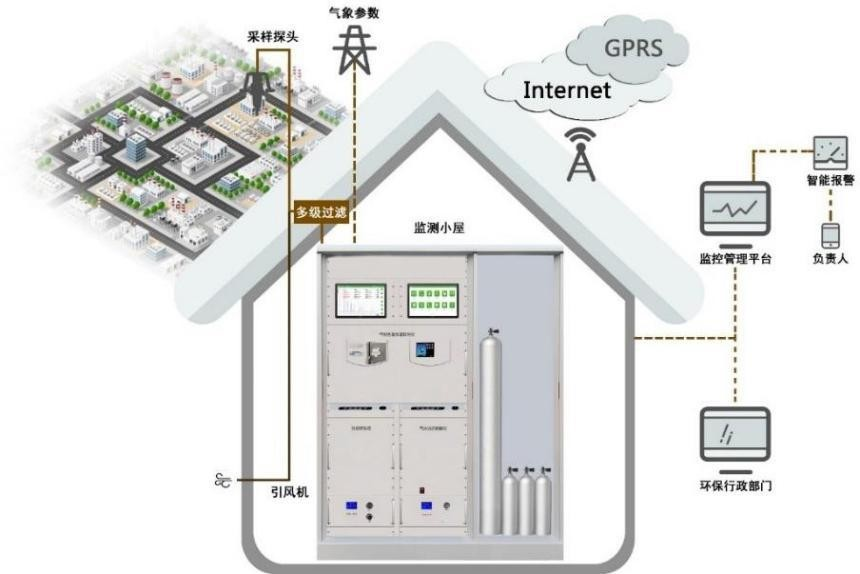 气象参数
采样探头
GPRS
Internet
智能报警
多级过滤
监测小屋
监控管理平台
负责人
引风机
环保行政部门